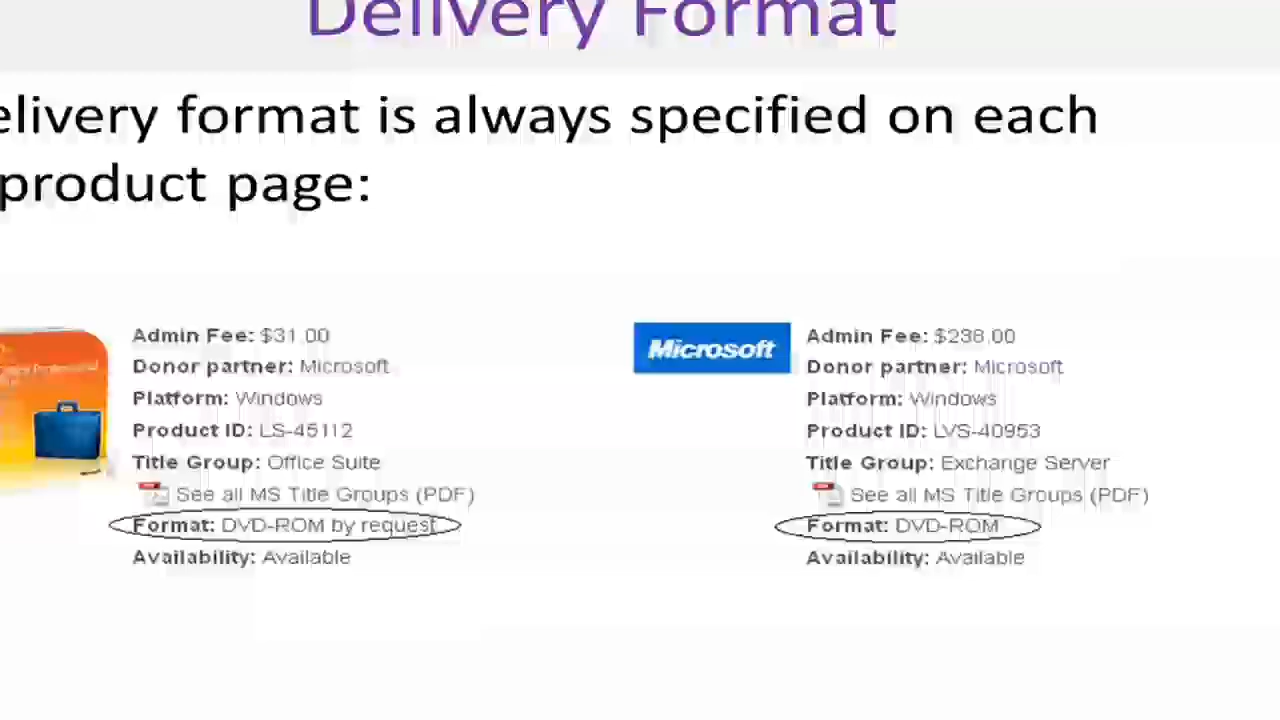 Delivery Format
elivery format is always specified on each
product page:
Admin Fee: $31.00
Donor partner: Microsoft
Platform: Windows
Product ID: LS-45112
Title Group: Office Suite
See all MS Title Groups (PDF)
Format: DVD-ROM by request
Availability: Available
Microsoft
Admin Fee: $238.00
Donor partner: Microsoft
Platform: Windows
Product ID: LVS-40953
Title Group: Exchange Server
See all MS Title Groups (PDF)
Format: DVD-ROM
Availability: Available